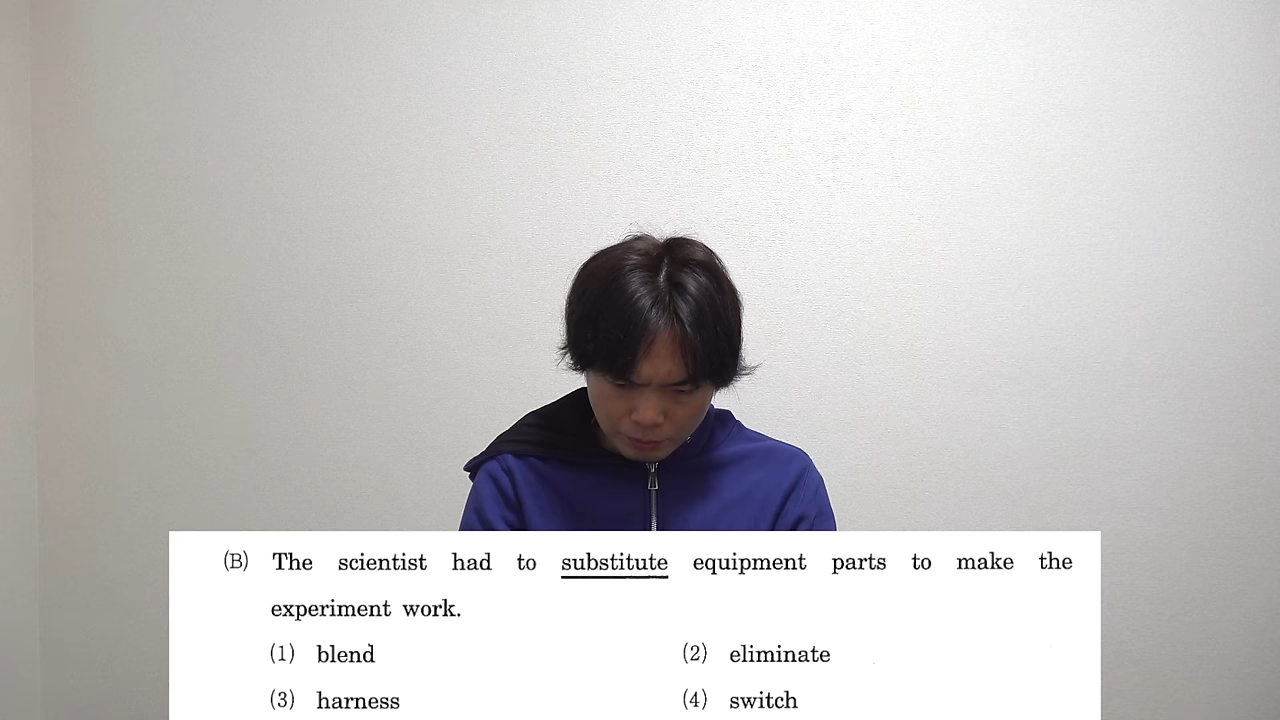 (B) The scientist had to substitute equipment parts to make the
experiment work.
(1) blend (2) eliminate
(3) harness (4) switch